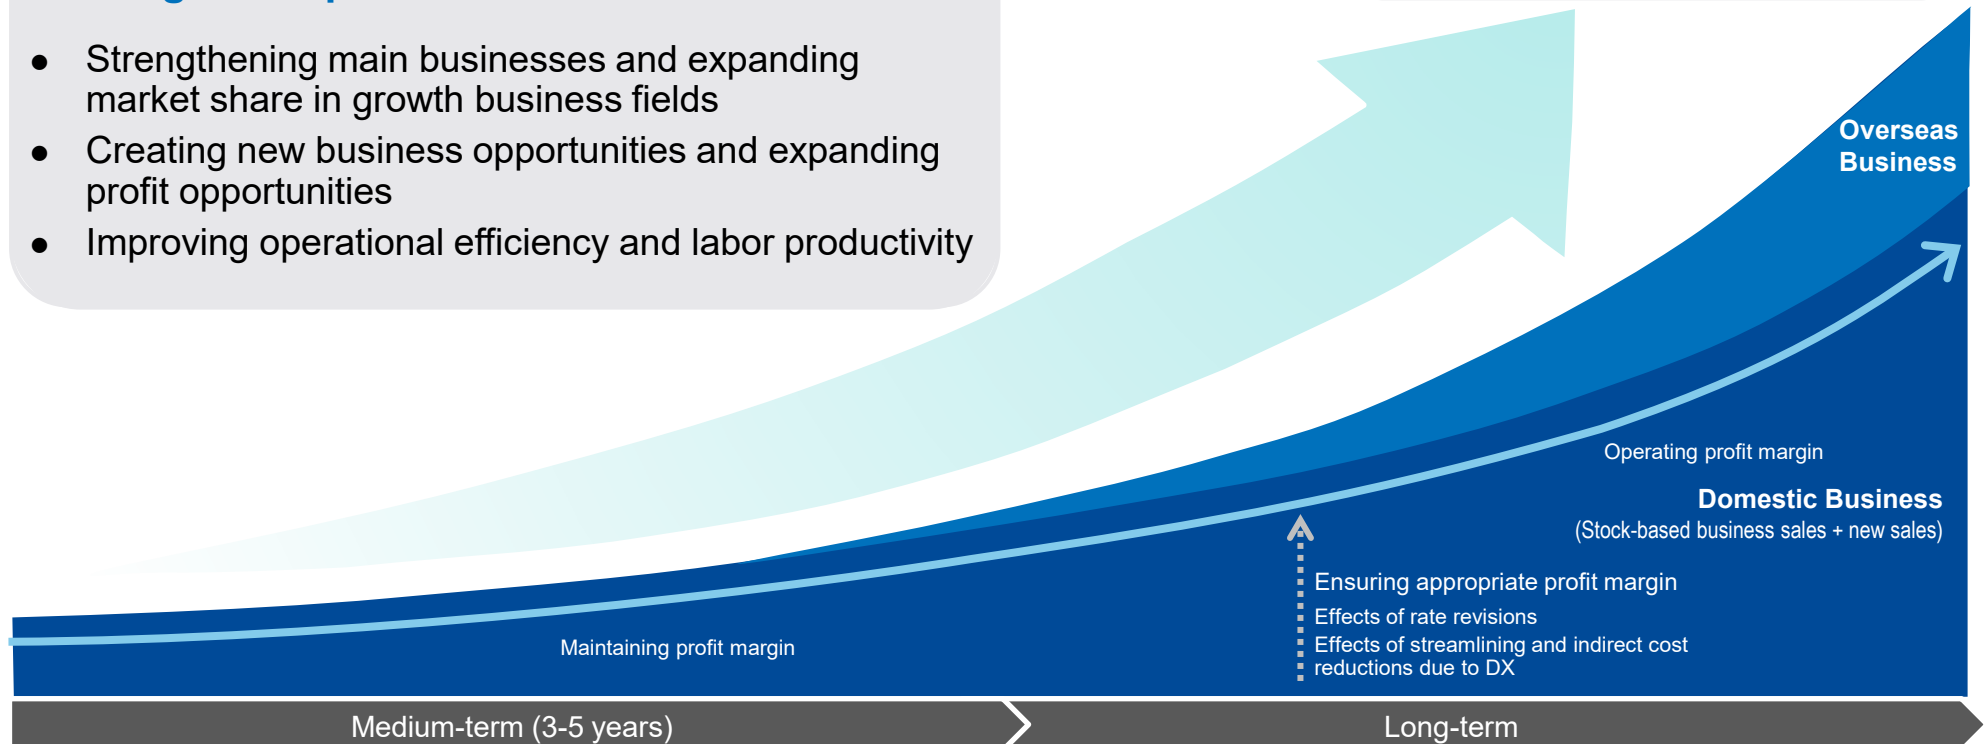 ● Strengthening main businesses and expanding
market share in growth business fields
● Creating new business opportunities and expanding
profit opportunities
● Improving operational efficiency and labor productivity
Overseas
Business
Operating profit margin
Domestic Business
(Stock-based business sales + new sales)
Ensuring appropriate profit margin
Effects of rate revisions
Effects of streamlining and indirect cost
reductions due to DX
Maintaining profit margin
Medium-term (3-5 years)
Long-term